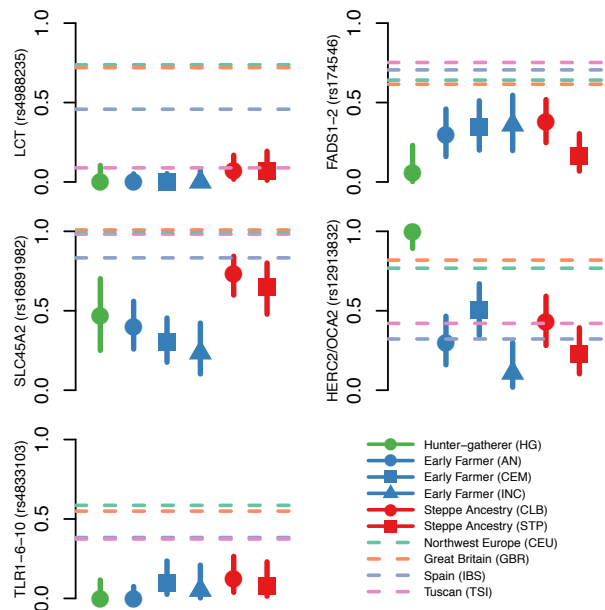 LCT (rs4988235)
0.0 0.5 1.0
FADS1−2 (rs174546)
0.0 0.5 1.0
SLC45A2 (rs16891982)
0.0 0.5 1.0
HERC2/OCA2 (rs12913832)
0.0 0.5 1.0
TLR1−6−10 (rs4833103)
0.0 0.5 1.0
Hunter−gatherer (HG)
Early Farmer (AN)
Early Farmer (CEM)
Early Farmer (INC)
Steppe Ancestry (CLB)
Steppe Ancestry (STP)
Northwest Europe (CEU)
Great Britain (GBR)
Spain (IBS)
Tuscan (TSI)